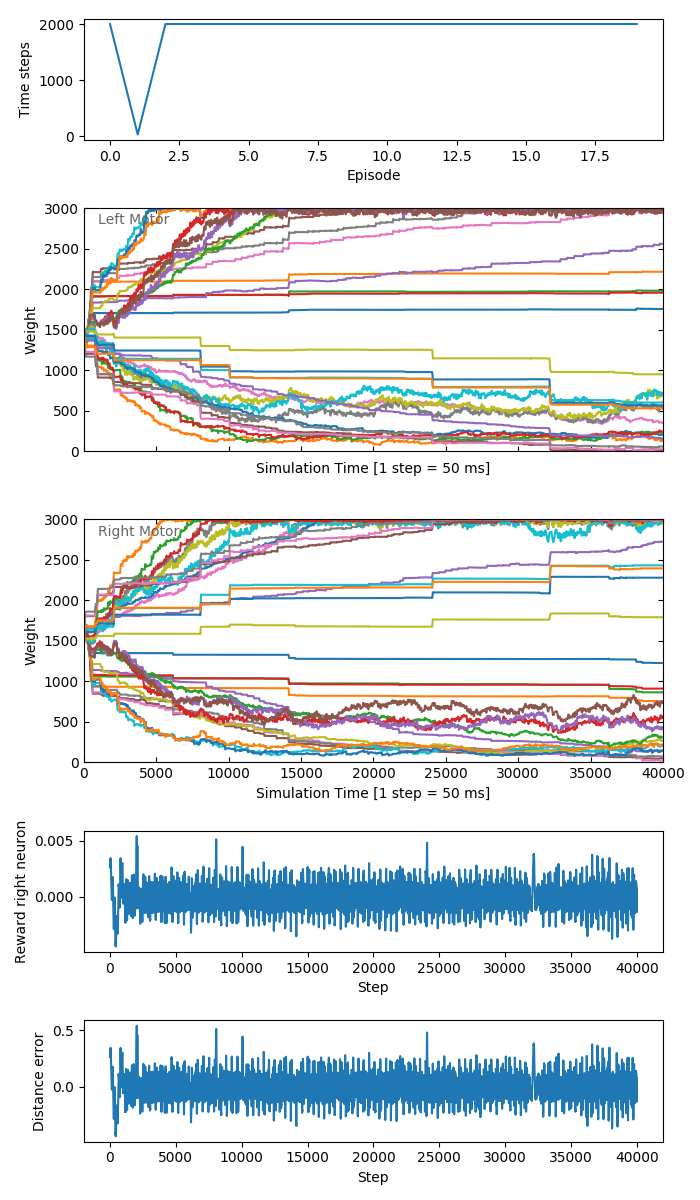 2000
1000
0
Time steps
0.0 2.5 5.0 7.5 10.0 12.5 15.0 17.5
Episode
3000
2500
2000
1500
1000
500
0
Weight
Left Motor
Simulation Time [1 step = 50 ms]
3000
2500
2000
1500
1000
500
0
Weight
Right Motor
0 5000 10000 15000 20000 25000 30000 35000 40000
Simulation Time [1 step = 50 ms]
0.005
0.000
Reward right neuron
0 5000 10000 15000 20000 25000 30000 35000 40000
Step
0.5
0.0
Distance error
0 5000 10000 15000 20000 25000 30000 35000 40000
Step